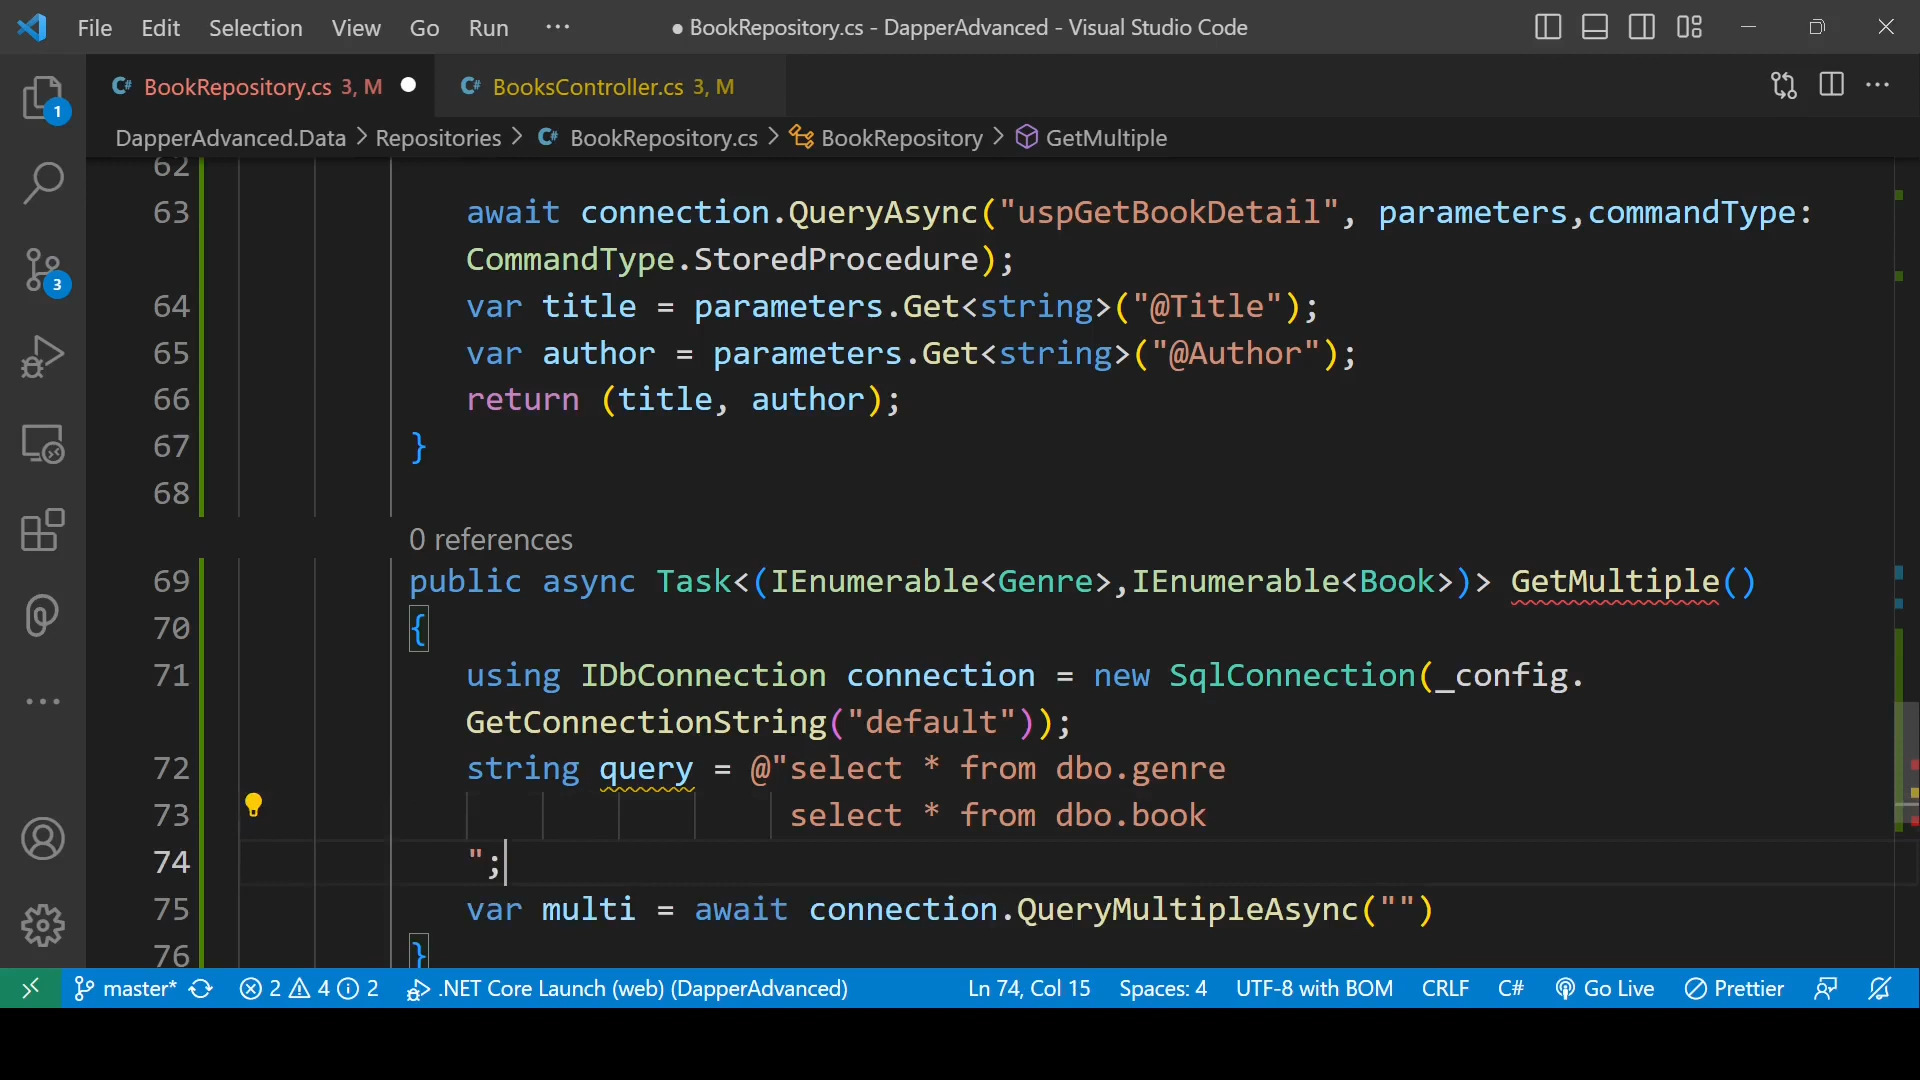 File Edit Selection View Go Run ··· ● BookRepository.cs - DapperAdvanced - Visual Studio Code
C# BookRepository.cs 3, M ● C# BooksController.cs 3, M
DapperAdvanced.Data > Repositories > C# BookRepository.cs > BookRepository > GetMultiple
1
3
62
63 await connection.QueryAsync("uspGetBookDetail", parameters,commandType:
CommandType.StoredProcedure);
64 var title = parameters.Get<string>("@Title");
65 var author = parameters.Get<string>("@Author");
66 return (title, author);
67 }
68
0 references
69 public async Task<(IEnumerable<Genre>,IEnumerable<Book>)> GetMultiple()
70 {
71 using IDbConnection connection = new SqlConnection(_config.
GetConnectionString("default"));
72 string query = @"select * from dbo.genre
73 select * from dbo.book
74 ";
75 var multi = await connection.QueryMultipleAsync("")
76 }
master* 2 4 2 .NET Core Launch (web) (DapperAdvanced) Ln 74, Col 15 Spaces: 4 UTF-8 with BOM CRLF C# Go Live Prettier